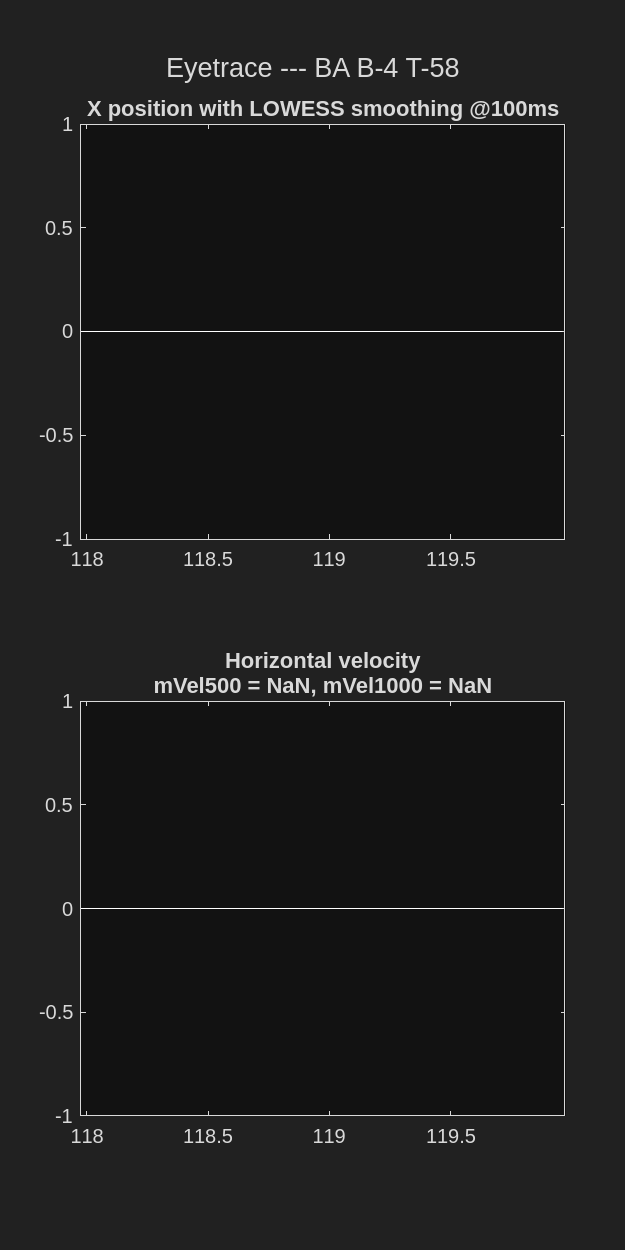 Eyetrace --- BA B-4 T-58
X position with LOWESS smoothing @100ms
1
0.5
0
-0.5
-1
118 118.5 119 119.5
Horizontal velocity
mVel500 = NaN, mVel1000 = NaN
1
0.5
0
-0.5
-1
118 118.5 119 119.5